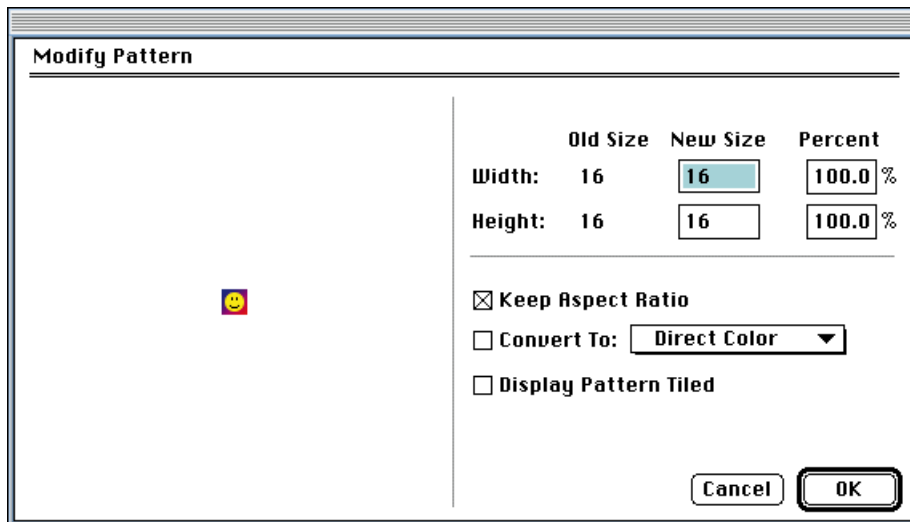 Modify Pattern
Old Size New Size Percent
Width: 16 16 100.0 %
Height: 16 16 100.0 %
Keep Aspect Ratio
Convert To: Direct Color
Display Pattern Tiled
Cancel OK